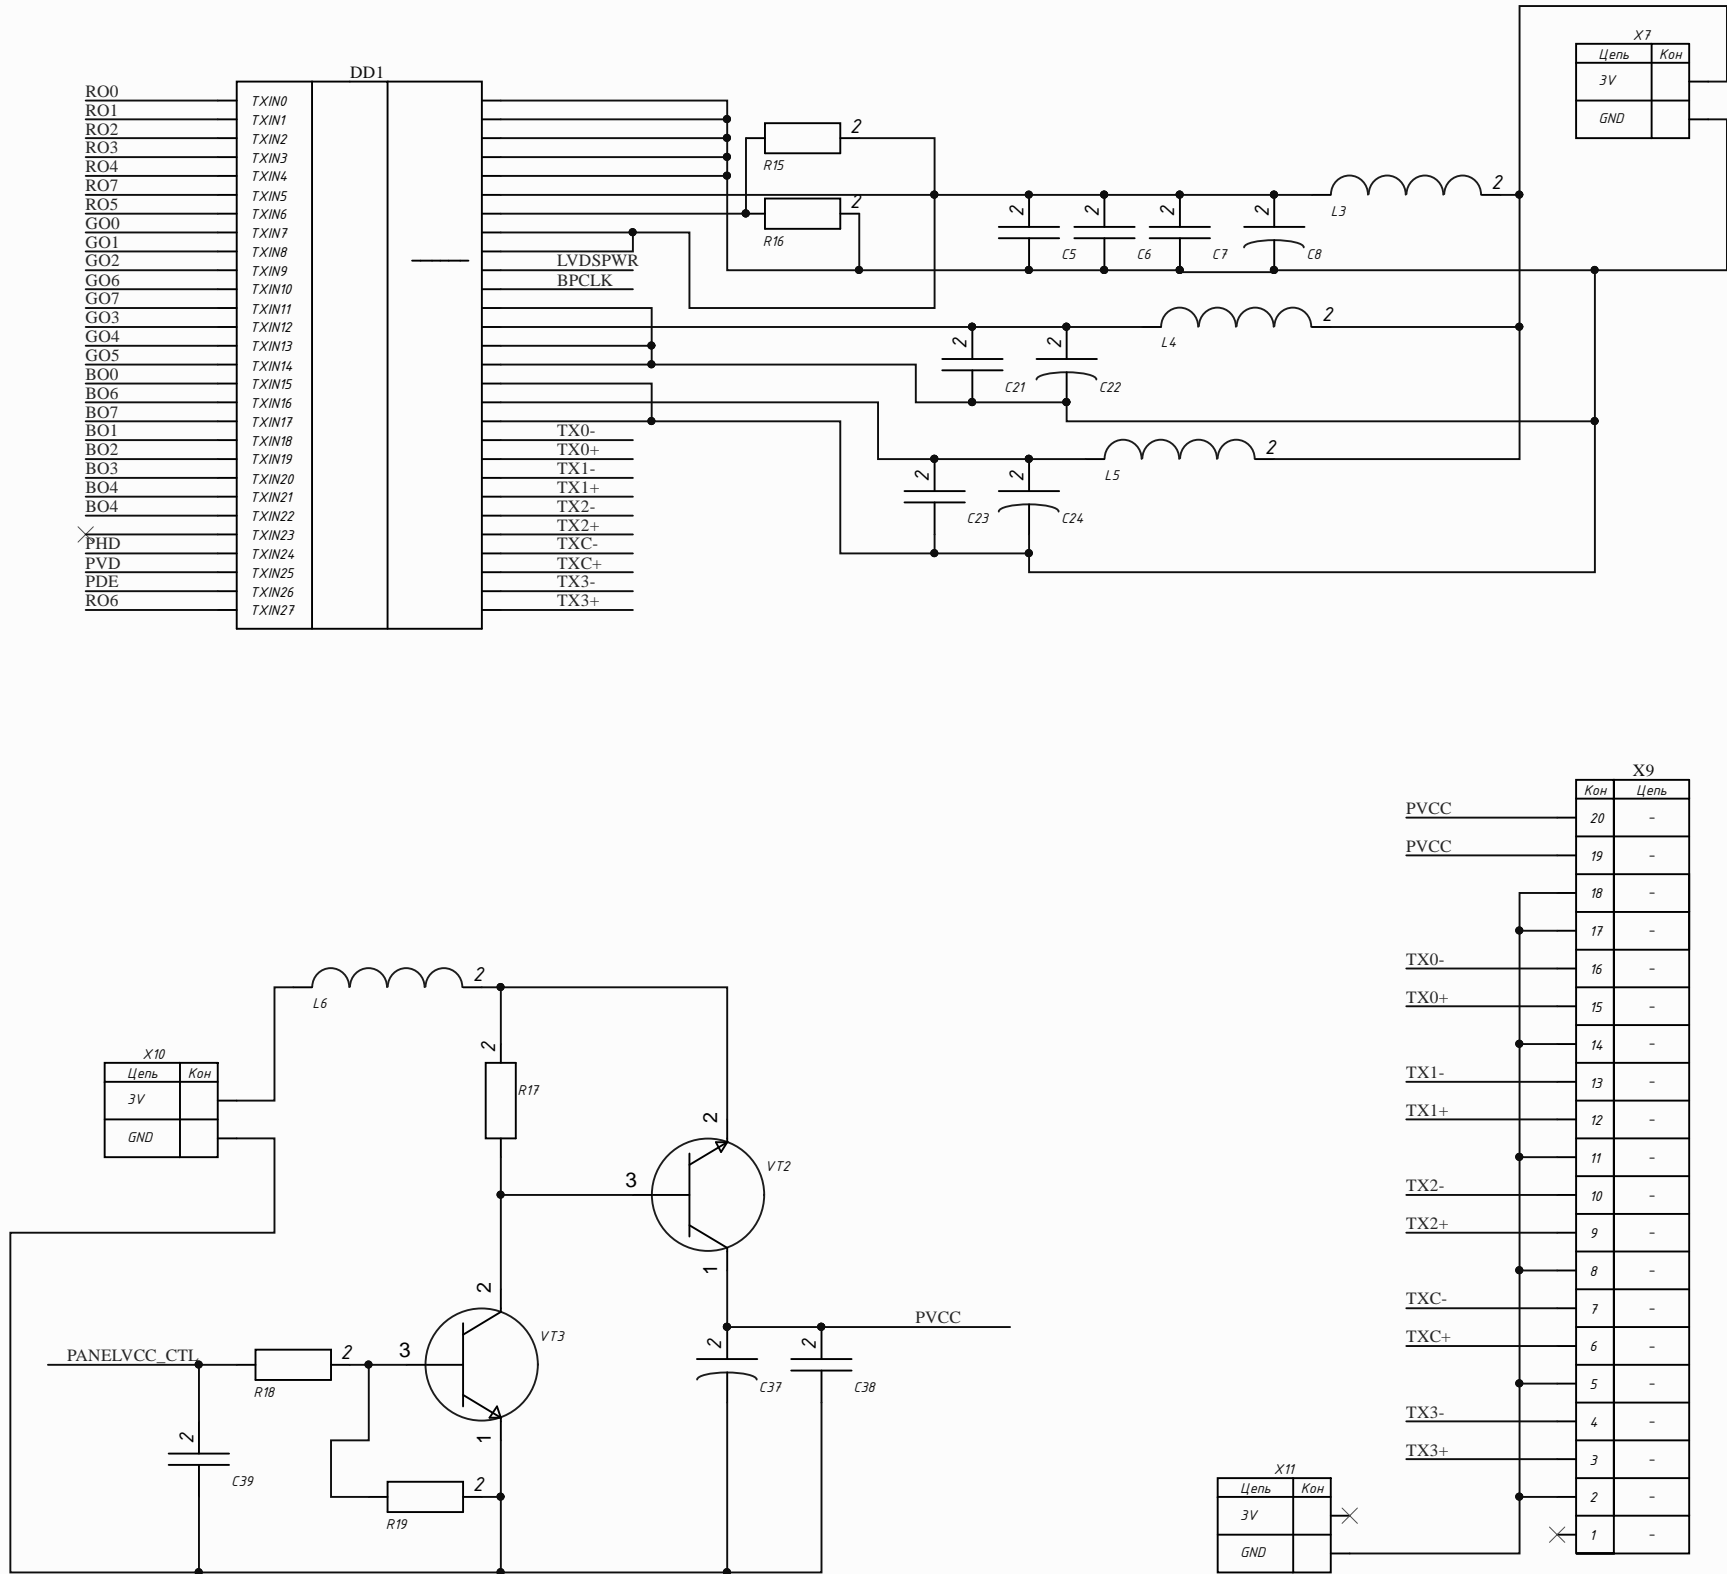 DD1
RO0 TXIN0
RO1 TXIN1
RO2 TXIN2
RO3 TXIN3
RO4 TXIN4
RO7 TXIN5
RO5 TXIN6
GO0 TXIN7
GO1 TXIN8
GO2 TXIN9 LVDSPWR
GO6 TXIN10 BPCLK
GO7 TXIN11
GO3 TXIN12
GO4 TXIN13
GO5 TXIN14
BO0 TXIN15
BO6 TXIN16
BO7 TXIN17
BO1 TXIN18 TX0-
BO2 TXIN19 TX0+
BO3 TXIN20 TX1-
BO4 TXIN21 TX1+
BO4 TXIN22 TX2-
TXIN23 TX2+
PHD TXIN24 TXC-
PVD TXIN25 TXC+
PDE TXIN26 TX3-
RO6 TXIN27 TX3+
2
R15
2
R16
2 C5
2 C6
2 C7
2 C8
L3 2
X7
Цепь Кон
3V
GND
L4 2
2 C21
2 C22
L5 2
2 C23
2 C24
X10
Цепь Кон
3V
GND
L6 2
2
R17
2
3 VT2
1
PVCC
2
3 VT3
1
PANELVCC_CTL
2
R18
2
C39
2
R19
2 C37
2 C38
X9
Кон Цепь
PVCC 20 -
PVCC 19 -
18 -
17 -
TX0- 16 -
TX0+ 15 -
14 -
TX1- 13 -
TX1+ 12 -
11 -
TX2- 10 -
TX2+ 9 -
8 -
TXC- 7 -
TXC+ 6 -
5 -
TX3- 4 -
TX3+ 3 -
2 -
1 -
X11
Цепь Кон
3V
GND